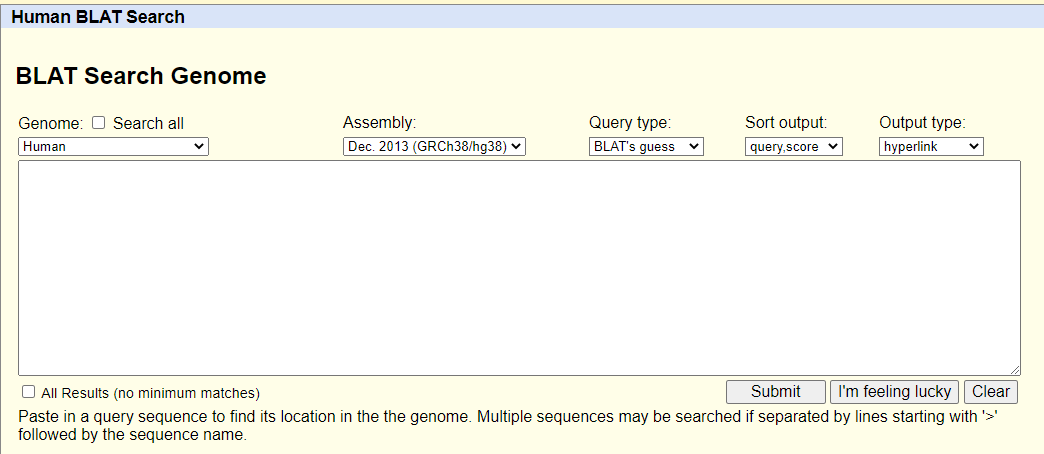 Human BLAT Search
BLAT Search Genome
Genome: Search all Assembly: Query type: Sort output: Output type:
Human Dec. 2013 (GRCh38/hg38) BLAT's guess query,score hyperlink
All Results (no minimum matches) Submit I'm feeling lucky Clear
Paste in a query sequence to find its location in the the genome. Multiple sequences may be searched if separated by lines starting with '>'
followed by the sequence name.